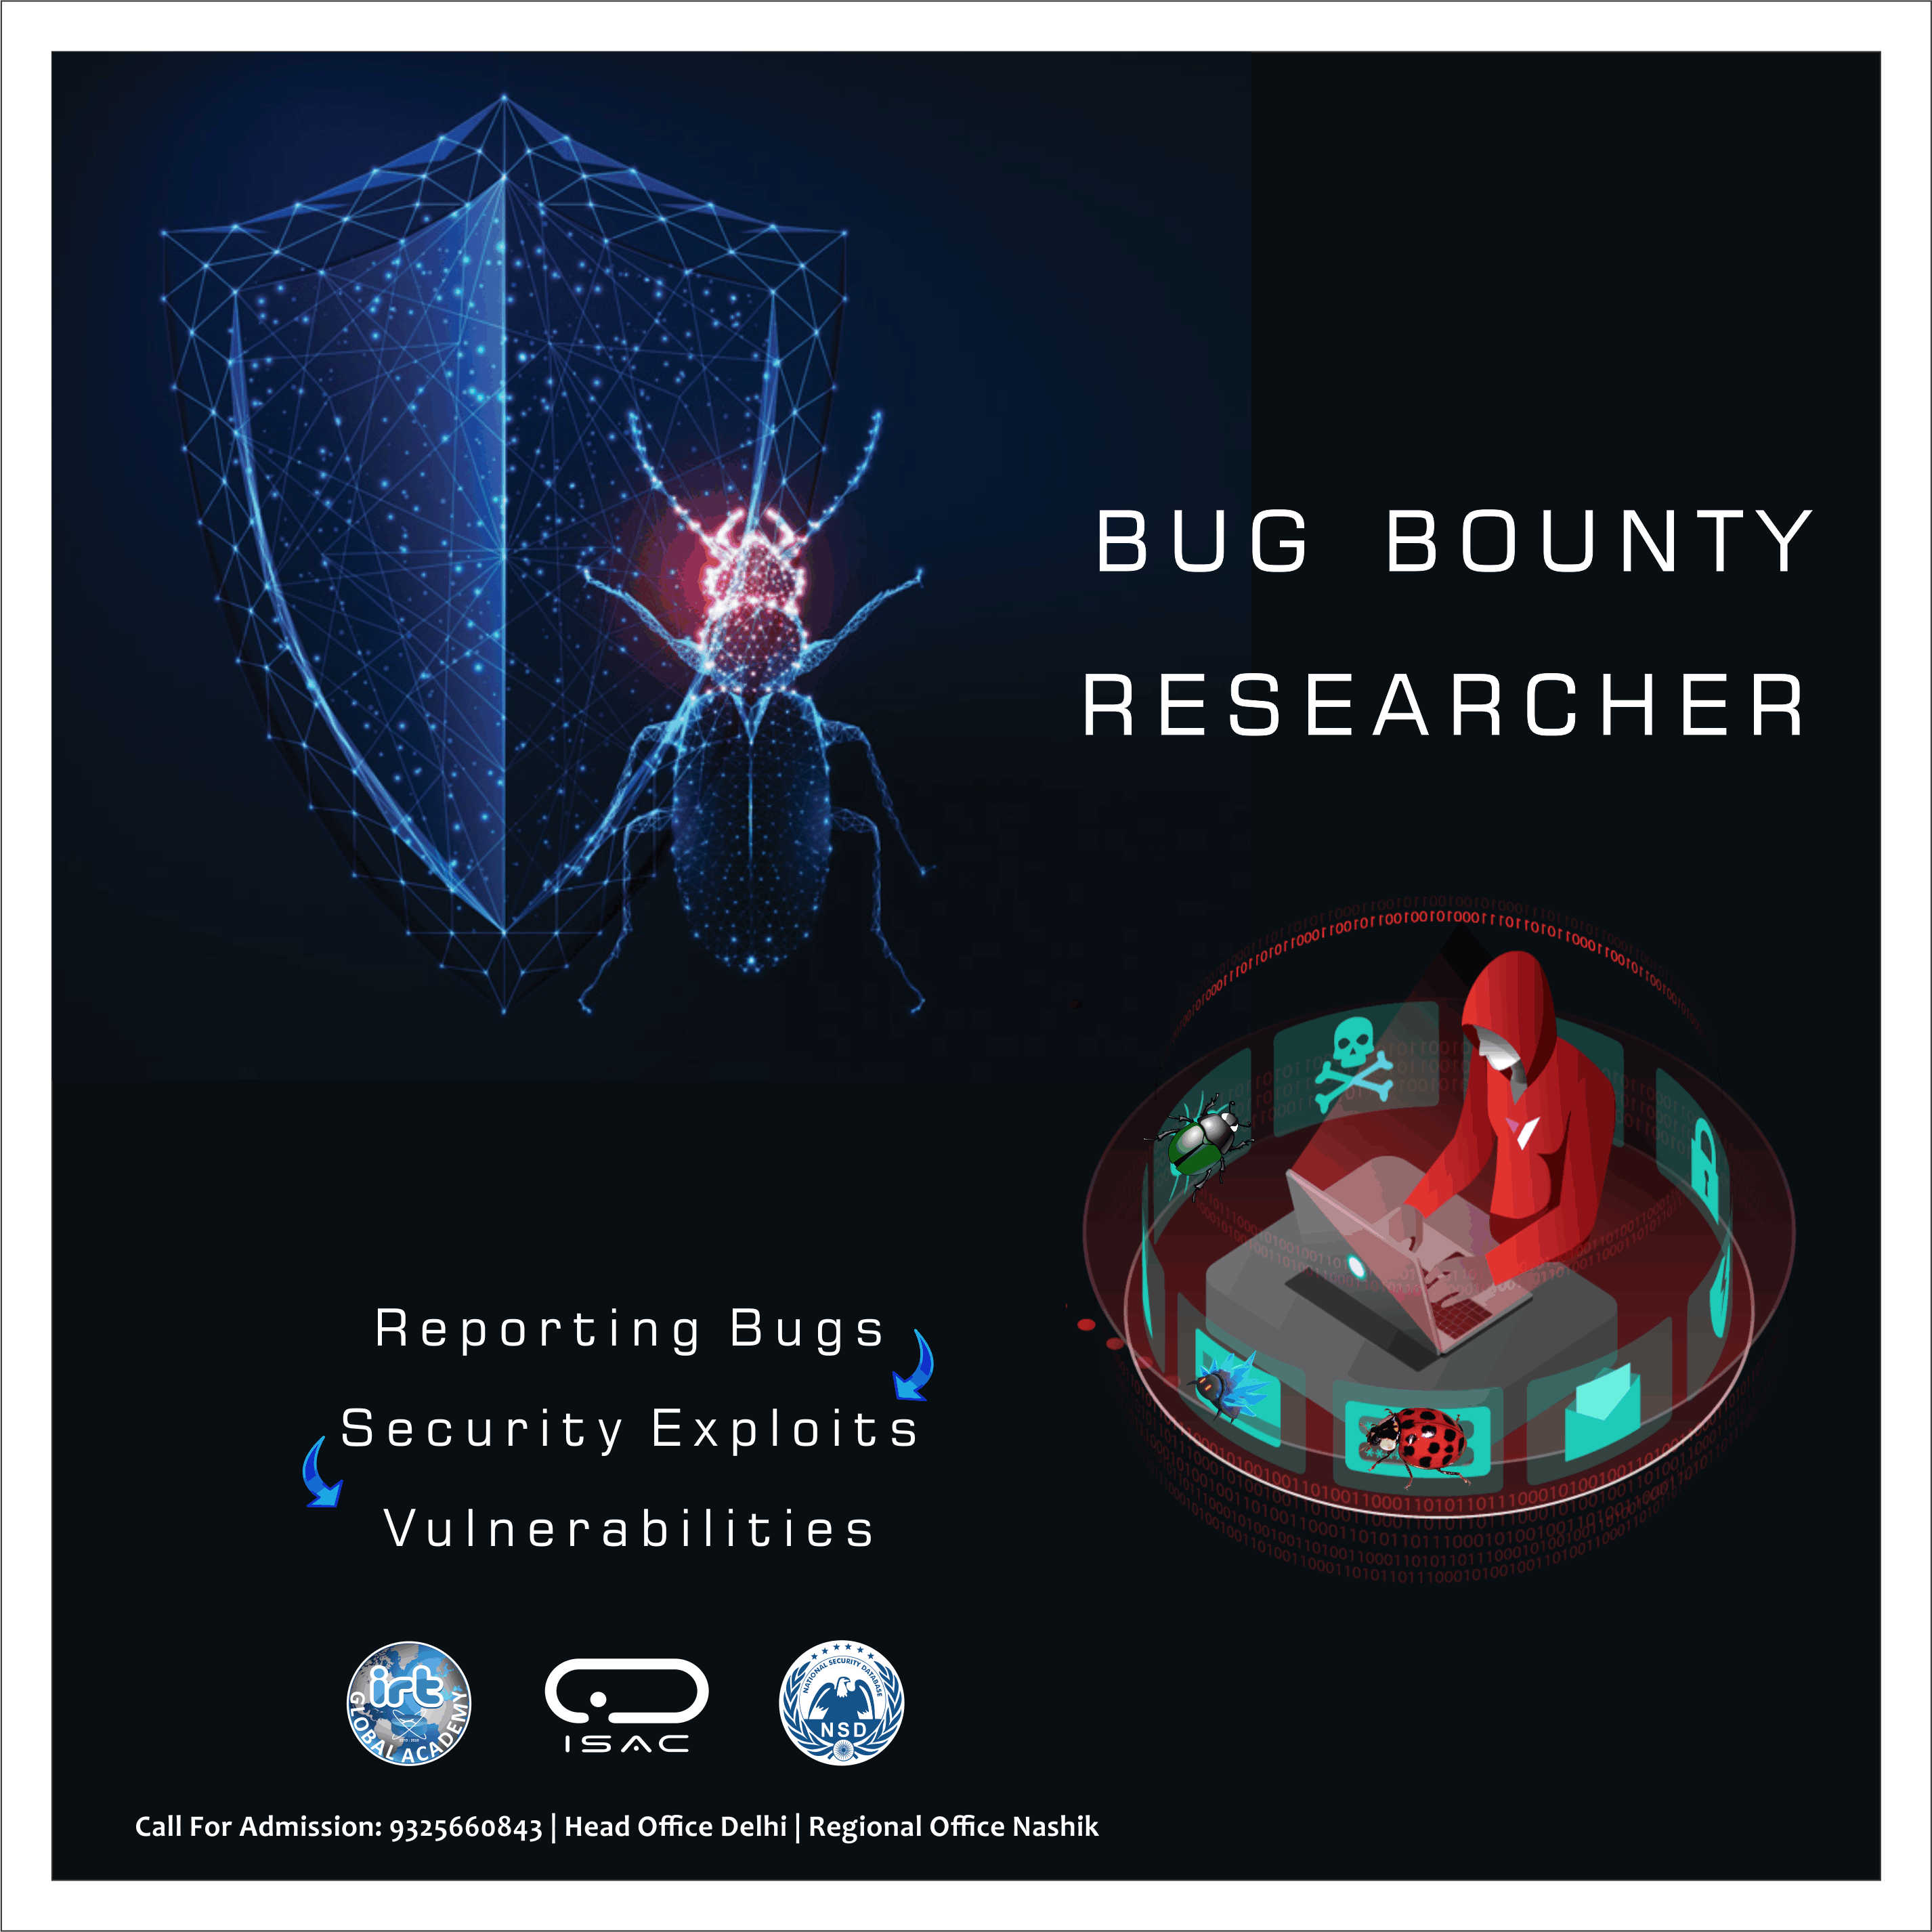 BUG BOUNTY
RESEARCHER
Reporting Bugs
Security Exploits
Vulnerabilities
irt
GLOBAL ACADEMY
ISAC
NATIONAL SECURITY DATABASE
NSD
Call For Admission: 9325660843 | Head Office Delhi | Regional Office Nashik